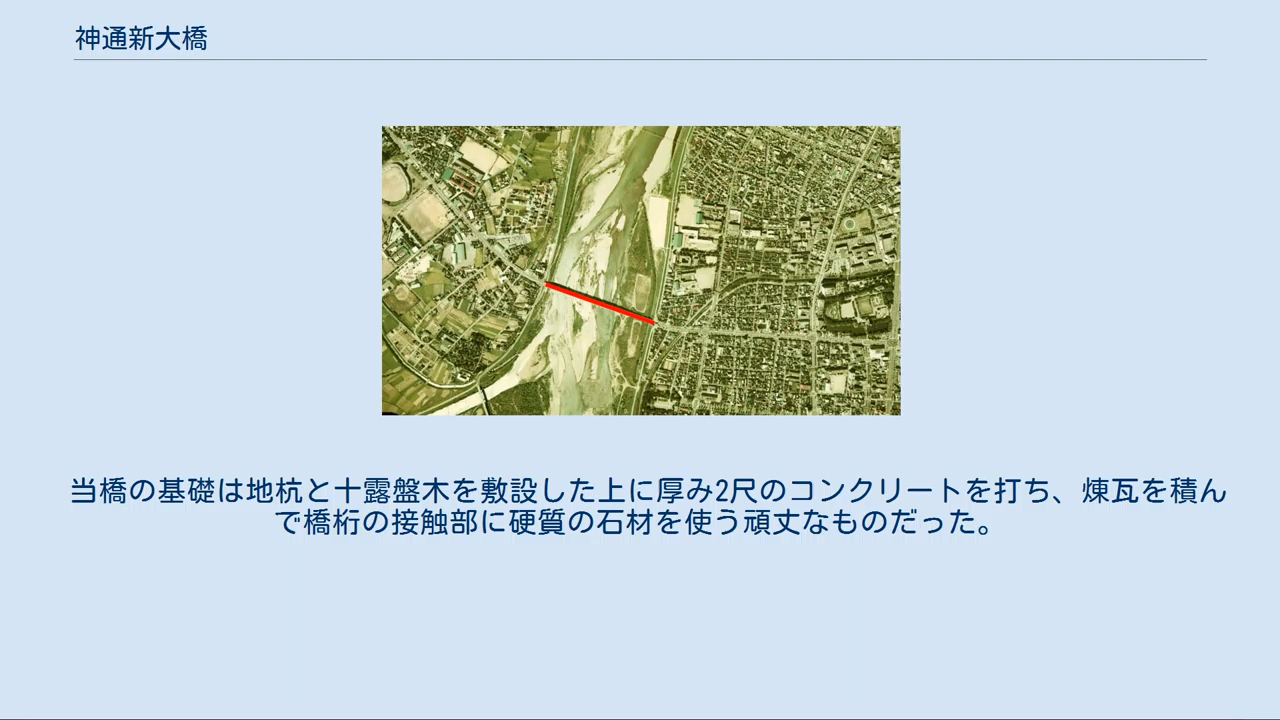 神通新大橋
当橋の基礎は地杭と十露盤木を敷設した上に厚み2尺のコンクリートを打ち、煉瓦を積ん
で橋桁の接触部に硬質の石材を使う頑丈なものだった。